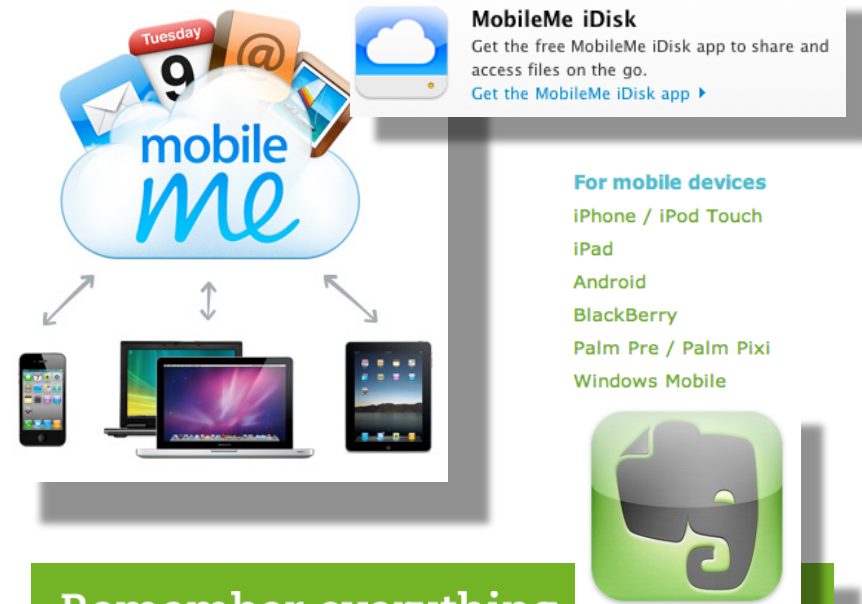 Tuesday
9
@
mobile
me
MobileMe iDisk
Get the free MobileMe iDisk app to share and
access files on the go.
Get the MobileMe iDisk app
For mobile devices
iPhone / iPod Touch
iPad
Android
BlackBerry
Palm Pre / Palm Pixi
Windows Mobile
Remember everything